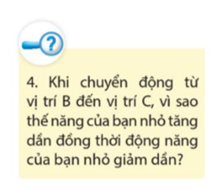 4. Khi chuyển động từ
vị trí B đến vị trí C, vì sao
thế năng của bạn nhỏ tăng
dần đồng thời động năng
của bạn nhỏ giảm dần?